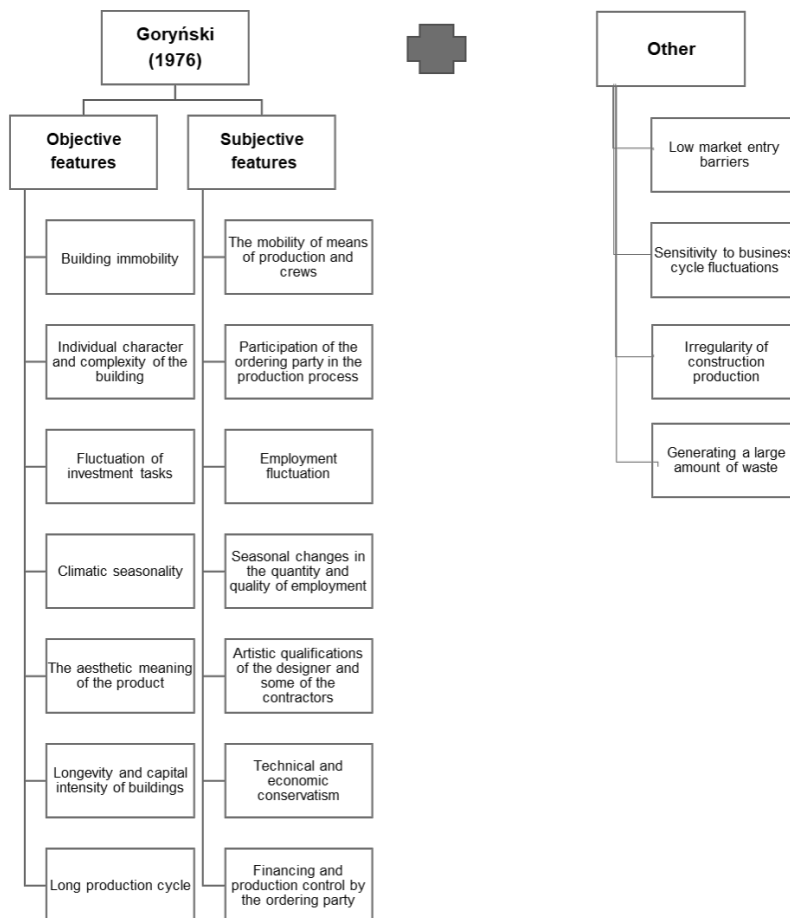 Goryński
(1976)
Other
Objective
features
Subjective
features
Building immobility
Individual character
and complexity of the
building
Fluctuation of
investment tasks
Climatic seasonality
The aesthetic meaning
of the product
Longevity and capital
intensity of buildings
Long production cycle
The mobility of means
of production and
crews
Participation of the
ordering party in the
production process
Employment
fluctuation
Seasonal changes in
the quantity and
quality of employment
Artistic qualifications
of the designer and
some of the
contractors
Technical and
economic
conservatism
Financing and
production control by
the ordering party
Low market entry
barriers
Sensitivity to business
cycle fluctuations
Irregularity of
construction
production
Generating a large
amount of waste